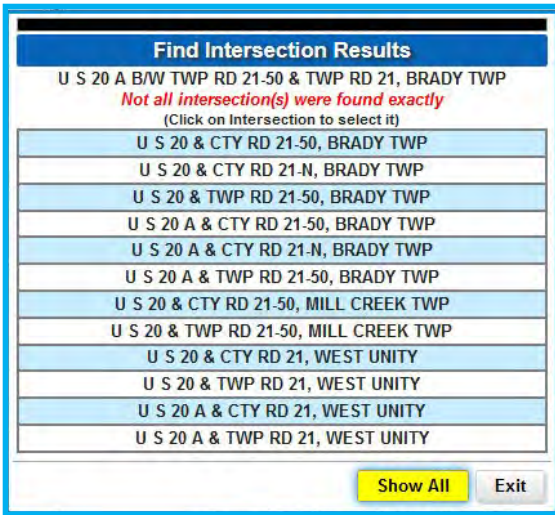 Find Intersection Results
U S 20 A B/W TWP RD 21-50 & TWP RD 21, BRADY TWP
Not all intersection(s) were found exactly
(Click on Intersection to select it)
U S 20 & CTY RD 21-50, BRADY TWP
U S 20 & CTY RD 21-N, BRADY TWP
U S 20 & TWP RD 21-50, BRADY TWP
U S 20 A & CTY RD 21-50, BRADY TWP
U S 20 A & CTY RD 21-N, BRADY TWP
U S 20 A & TWP RD 21-50, BRADY TWP
U S 20 & CTY RD 21-50, MILL CREEK TWP
U S 20 & TWP RD 21-50, MILL CREEK TWP
U S 20 & CTY RD 21, WEST UNITY
U S 20 & TWP RD 21, WEST UNITY
U S 20 A & CTY RD 21, WEST UNITY
U S 20 A & TWP RD 21, WEST UNITY
Show All Exit